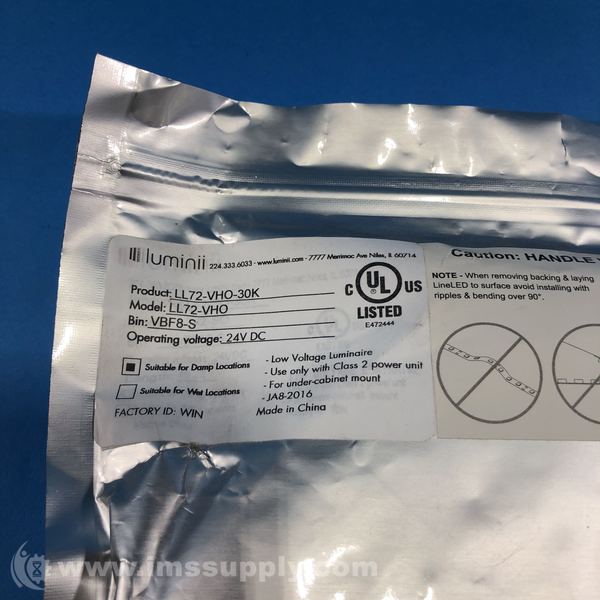 luminii 224.333.6033 - www.luminii.com - 7777 Merrimac Ave Niles, IL 60714
Product: LL72-VHO-30K
Model: LL72-VHO
Bin: VBF8-S
Operating voltage: 24V DC
Suitable for Damp Locations
Suitable for Wet Locations
FACTORY ID: WIN
C UL US
LISTED
E472444
- Low Voltage Luminaire
- Use only with Class 2 power unit
- For under-cabinet mount
- JA8-2016
Made in China
Caution: HANDLE
NOTE - When removing backing & laying
LineLED to surface avoid installing with
ripples & bending over 90°.
www.imssupply.com